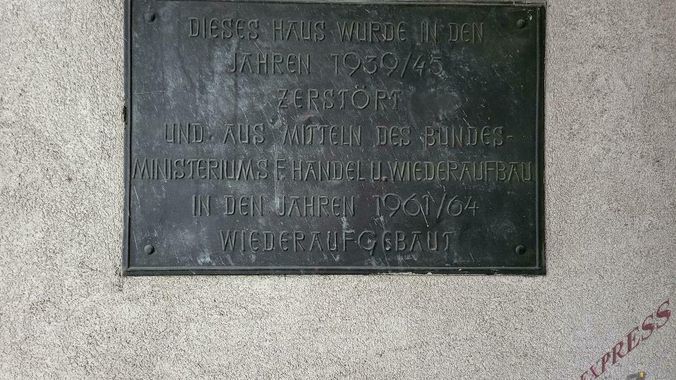 DIESES HAUS WURDE IN DEN
JAHREN 1939/45
ZERSTÖRT
UND · AUS MITTELN DES BUNDES-
MINISTERIUMS F. HANDEL U. WIEDERAUFBAU
IN DEN JAHREN 1961/64
WIEDERAUFGEBAUT
EXPRESS